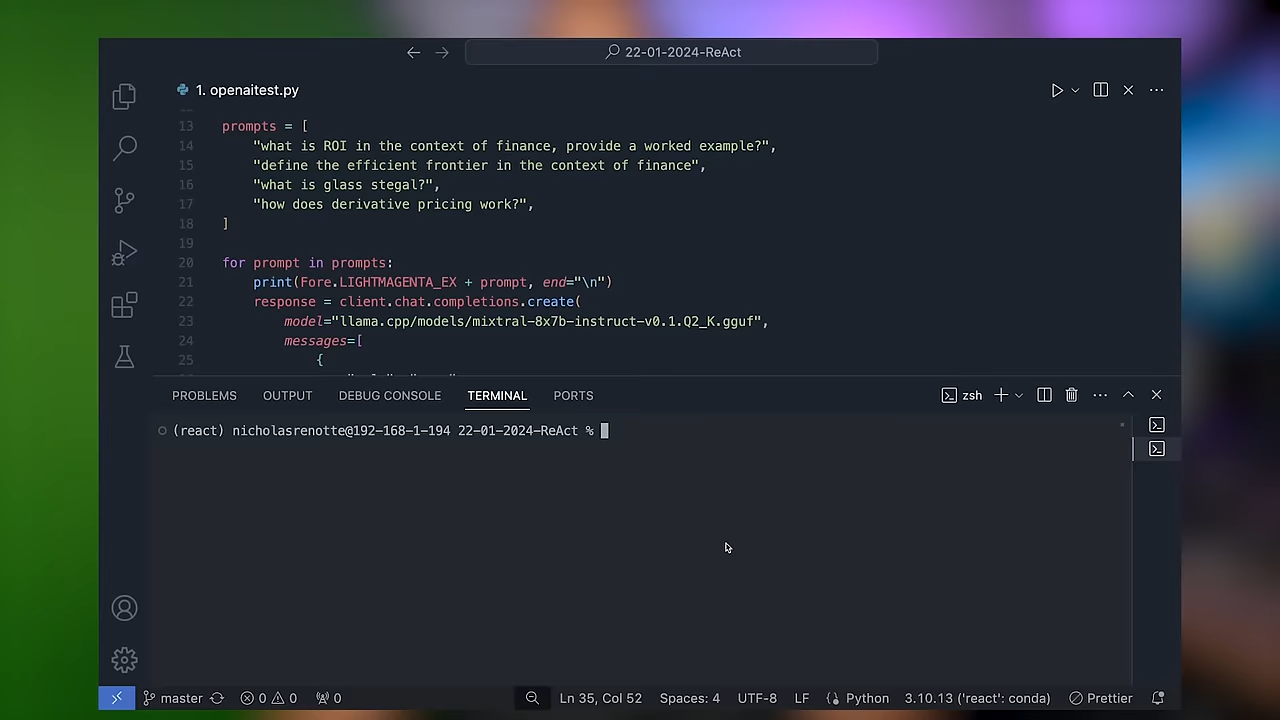 22-01-2024-ReAct
1. openaitest.py
13 prompts = [
14 "what is ROI in the context of finance, provide a worked example?",
15 "define the efficient frontier in the context of finance",
16 "what is glass stegal?",
17 "how does derivative pricing work?",
18 ]
19
20 for prompt in prompts:
21 print(Fore.LIGHTMAGENTA_EX + prompt, end="\n")
22 response = client.chat.completions.create(
23 model="llama.cpp/models/mixtral-8x7b-instruct-v0.1.Q2_K.gguf",
24 messages=[
25 {
PROBLEMS OUTPUT DEBUG CONSOLE TERMINAL PORTS zsh
(react) nicholasrenotte@192-168-1-194 22-01-2024-ReAct %
master 0 0 0 Ln 35, Col 52 Spaces: 4 UTF-8 LF Python 3.10.13 ('react': conda) Prettier